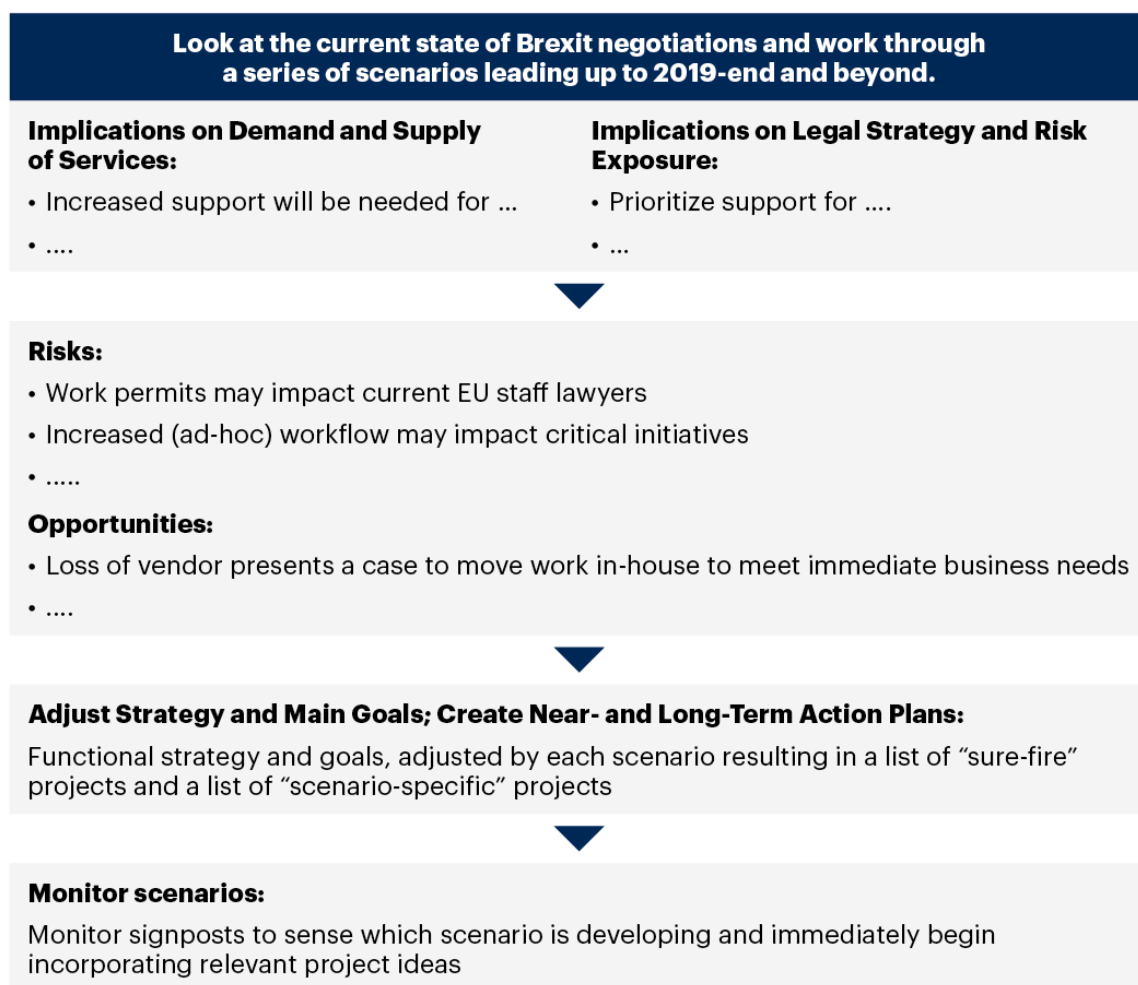 Look at the current state of Brexit negotiations and work through
a series of scenarios leading up to 2019-end and beyond.
Implications on Demand and Supply
of Services:
• Increased support will be needed for ...
• ....
Implications on Legal Strategy and Risk
Exposure:
• Prioritize support for ....
• ...
Risks:
• Work permits may impact current EU staff lawyers
• Increased (ad-hoc) workflow may impact critical initiatives
• .....
Opportunities:
• Loss of vendor presents a case to move work in-house to meet immediate business needs
• ....
Adjust Strategy and Main Goals; Create Near- and Long-Term Action Plans:
Functional strategy and goals, adjusted by each scenario resulting in a list of “sure-fire”
projects and a list of “scenario-specific” projects
Monitor scenarios:
Monitor signposts to sense which scenario is developing and immediately begin
incorporating relevant project ideas